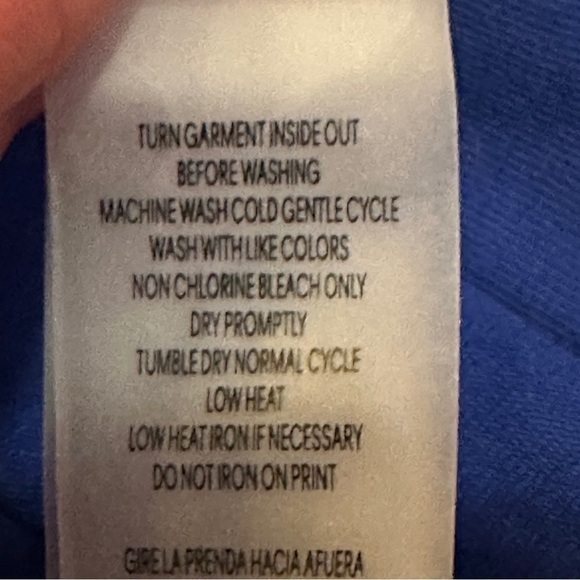 TURN GARMENT INSIDE OUT
BEFORE WASHING
MACHINE WASH COLD GENTLE CYCLE
WASH WITH LIKE COLORS
NON CHLORINE BLEACH ONLY
DRY PROMPTLY
TUMBLE DRY NORMAL CYCLE
LOW HEAT
LOW HEAT IRON IF NECESSARY
DO NOT IRON ON PRINT
GIRE LA PRENDA HACIA AFUERA